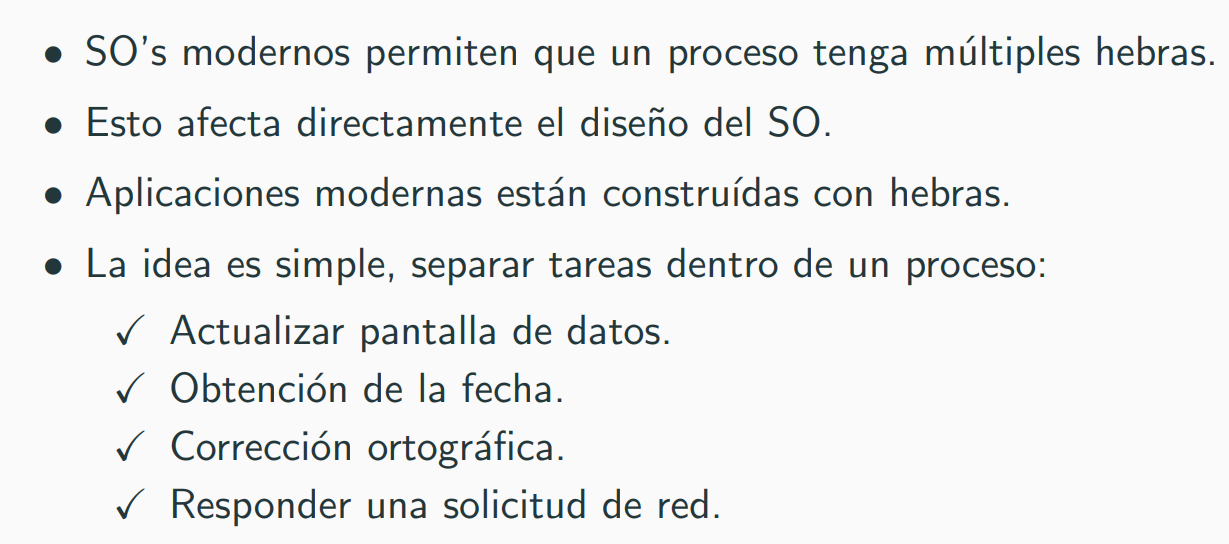 • SO's modernos permiten que un proceso tenga múltiples hebras.
• Esto afecta directamente el diseño del SO.
• Aplicaciones modernas están construídas con hebras.
• La idea es simple, separar tareas dentro de un proceso:
✓ Actualizar pantalla de datos.
✓ Obtención de la fecha.
✓ Corrección ortográfica.
✓ Responder una solicitud de red.